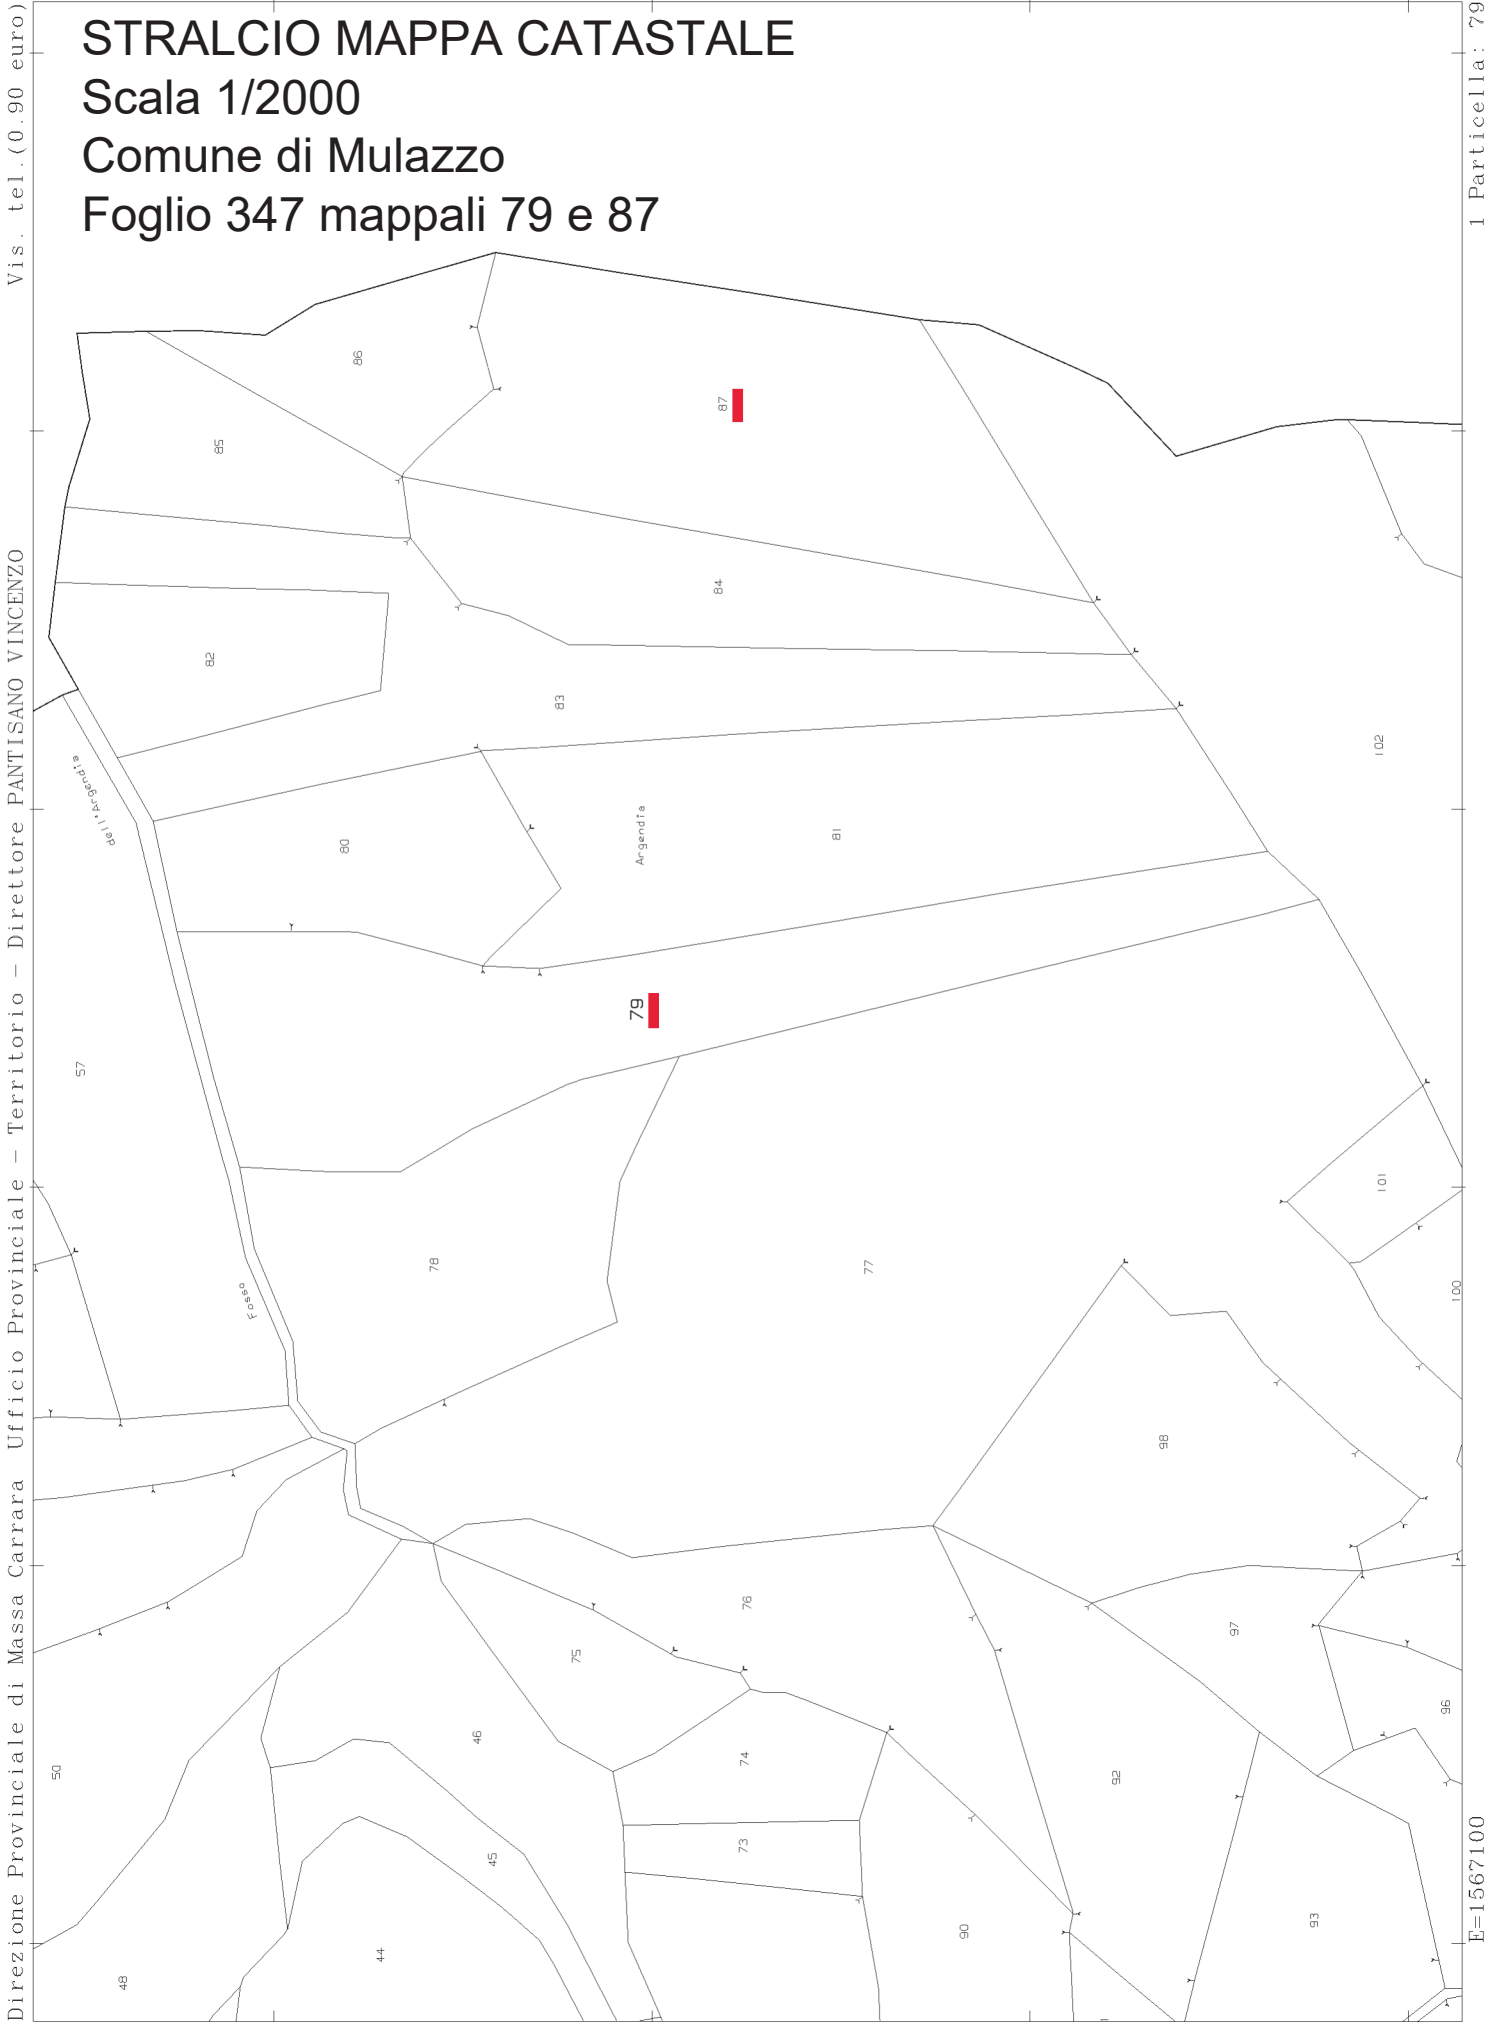 STRALCIO MAPPA CATASTALE
Scala 1/2000
Comune di Mulazzo
Foglio 347 mappali 79 e 87
Direzione Provinciale di Massa Carrara Ufficio Provinciale - Territorio - Direttore PANTISANO VINCENZO
Vis. tel. (0.90 euro)
1 Particella: 79
E=1567100
86
87
85
84
82
83
102
dell'Argendia
80
Argendia
81
79
57
101
78
77
100
Fosso
98
76
97
75
96
46
74
50
92
73
45
93
90
44
48